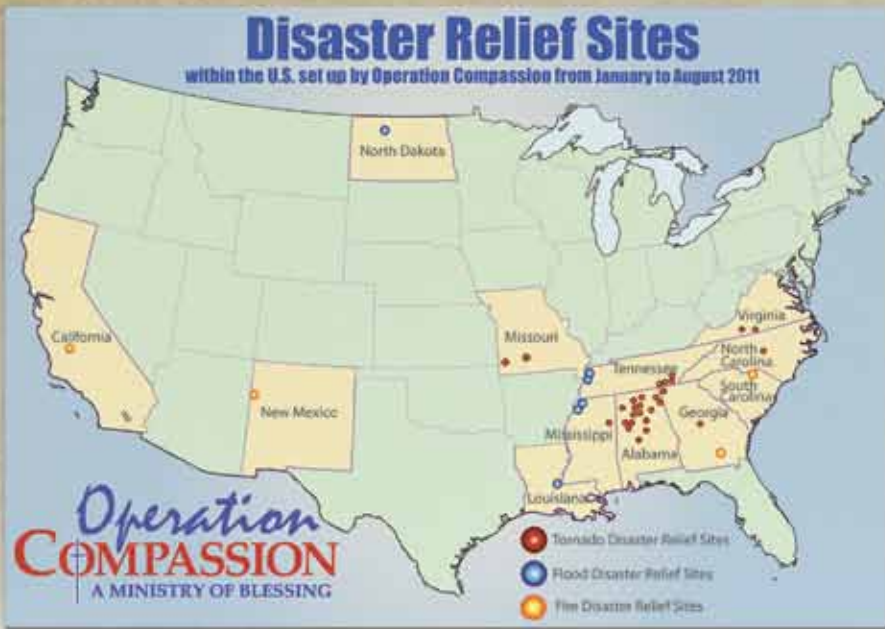 Disaster Relief Sites
within the U.S. set up by Operation Compassion from January to August 2011
North Dakota
California
New Mexico
Missouri
Virginia
Tennessee
North
Carolina
South
Carolina
Georgia
Mississippi
Alabama
Louisiana
Operation
COMPASSION
A MINISTRY OF BLESSING
Tornado Disaster Relief Sites
Flood Disaster Relief Sites
Fire Disaster Relief Sites